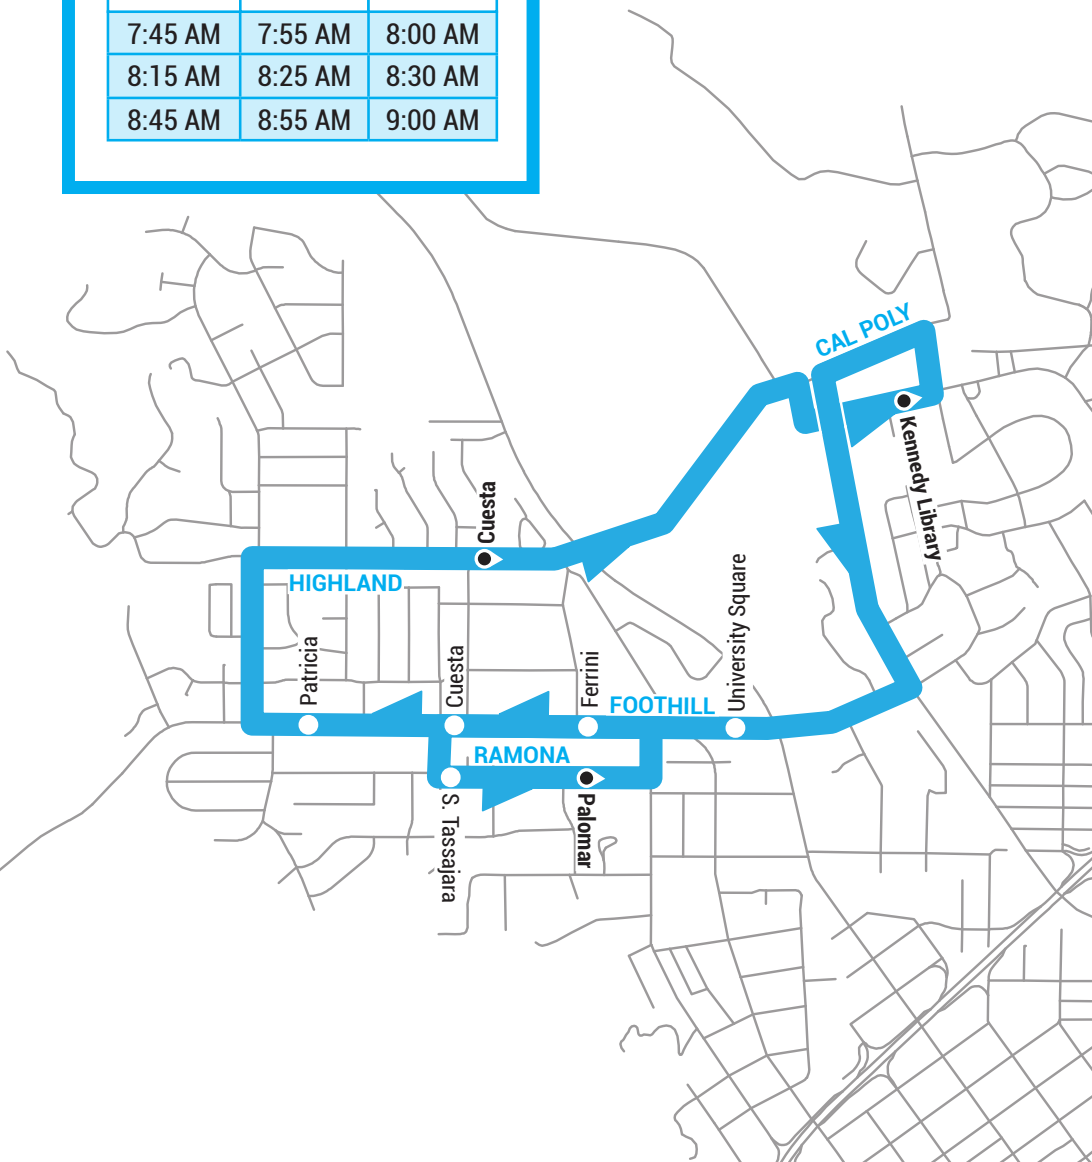 7:45 AM 7:55 AM 8:00 AM
8:15 AM 8:25 AM 8:30 AM
8:45 AM 8:55 AM 9:00 AM
CAL POLY
Kennedy Library
Cuesta
HIGHLAND
University Square
Patricia
Cuesta
Ferrini
FOOTHILL
RAMONA
S. Tassajara
Palomar